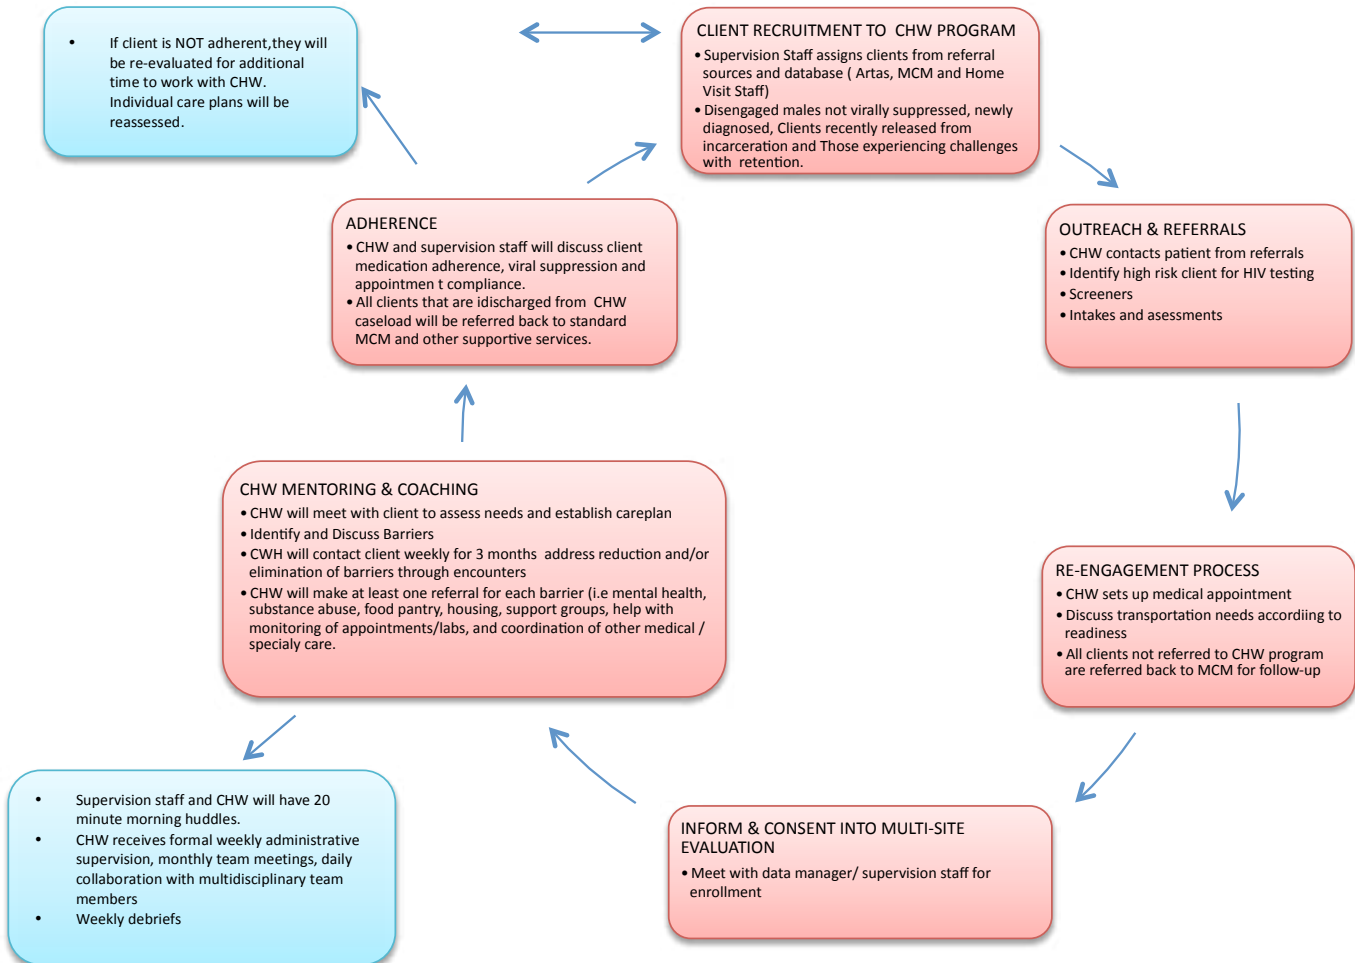 • If client is NOT adherent,they will
be re-evaluated for additional
time to work with CHW.
Individual care plans will be
reassessed.
CLIENT RECRUITMENT TO CHW PROGRAM
• Supervision Staff assigns clients from referral
sources and database ( Artas, MCM and Home
Visit Staff)
• Disengaged males not virally suppressed, newly
diagnosed, Clients recently released from
incarceration and Those experiencing challenges
with retention.
OUTREACH & REFERRALS
• CHW contacts patient from referrals
• Identify high risk client for HIV testing
• Screeners
• Intakes and asessments
RE-ENGAGEMENT PROCESS
• CHW sets up medical appointment
• Discuss transportation needs accordiing to
readiness
• All clients not referred to CHW program
are referred back to MCM for follow-up
INFORM & CONSENT INTO MULTI-SITE
EVALUATION
• Meet with data manager/ supervision staff for
enrollment
CHW MENTORING & COACHING
• CHW will meet with client to assess needs and establish careplan
• Identify and Discuss Barriers
• CWH will contact client weekly for 3 months address reduction and/or
elimination of barriers through encounters
• CHW will make at least one referral for each barrier (i.e mental health,
substance abuse, food pantry, housing, support groups, help with
monitoring of appointments/labs, and coordination of other medical /
specialy care.
• Supervision staff and CHW will have 20
minute morning huddles.
• CHW receives formal weekly administrative
supervision, monthly team meetings, daily
collaboration with multidisciplinary team
members
• Weekly debriefs
ADHERENCE
• CHW and supervision staff will discuss client
medication adherence, viral suppression and
appointmen t compliance.
• All clients that are idischarged from CHW
caseload will be referred back to standard
MCM and other supportive services.